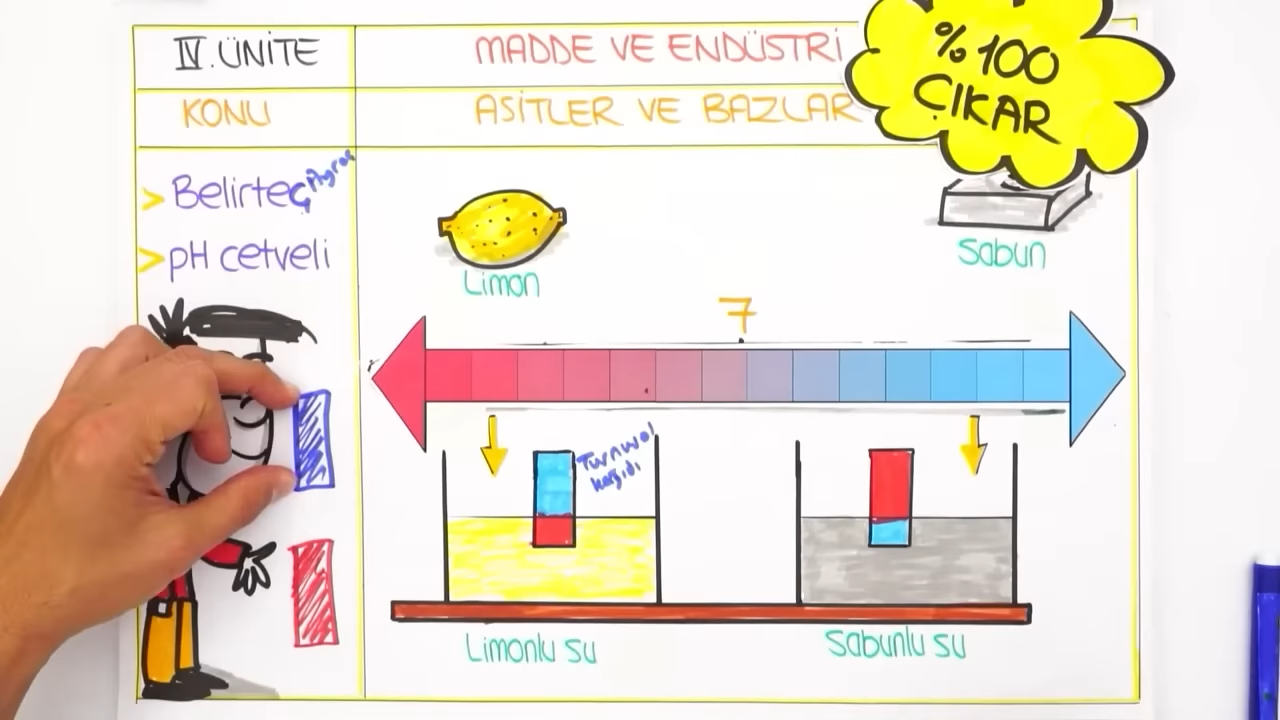 IV. ÜNİTE
MADDE VE ENDÜSTRİ
KONU
ASİTLER VE BAZLAR
%100
ÇIKAR
> Belirteç
> pH cetveli
Limon
Sabun
7
Turnusol
kağıdı
Limonlu su
Sabunlu su